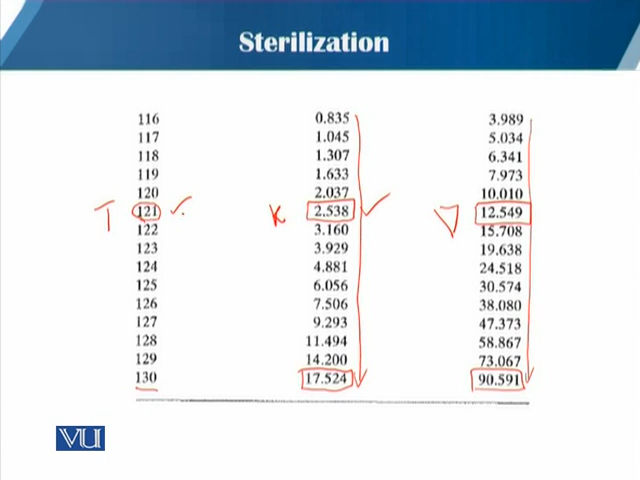 Sterilization
116 0.835 3.989
117 1.045 5.034
118 1.307 6.341
119 1.633 7.973
120 2.037 10.010
T 121 K 2.538 ∇ 12.549
122 3.160 15.708
123 3.929 19.638
124 4.881 24.518
125 6.056 30.574
126 7.506 38.080
127 9.293 47.373
128 11.494 58.867
129 14.200 73.067
130 17.524 90.591
VU